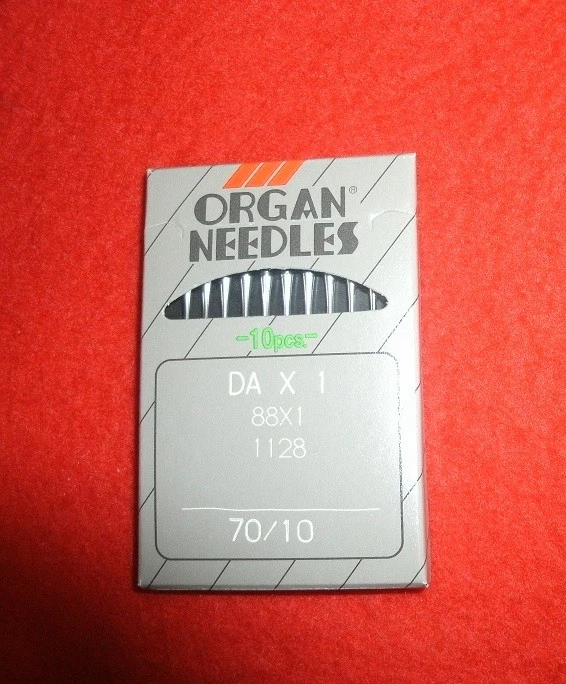 ORGAN®
NEEDLES
-10pcs.-
DA X 1
88X1
1128
70/10